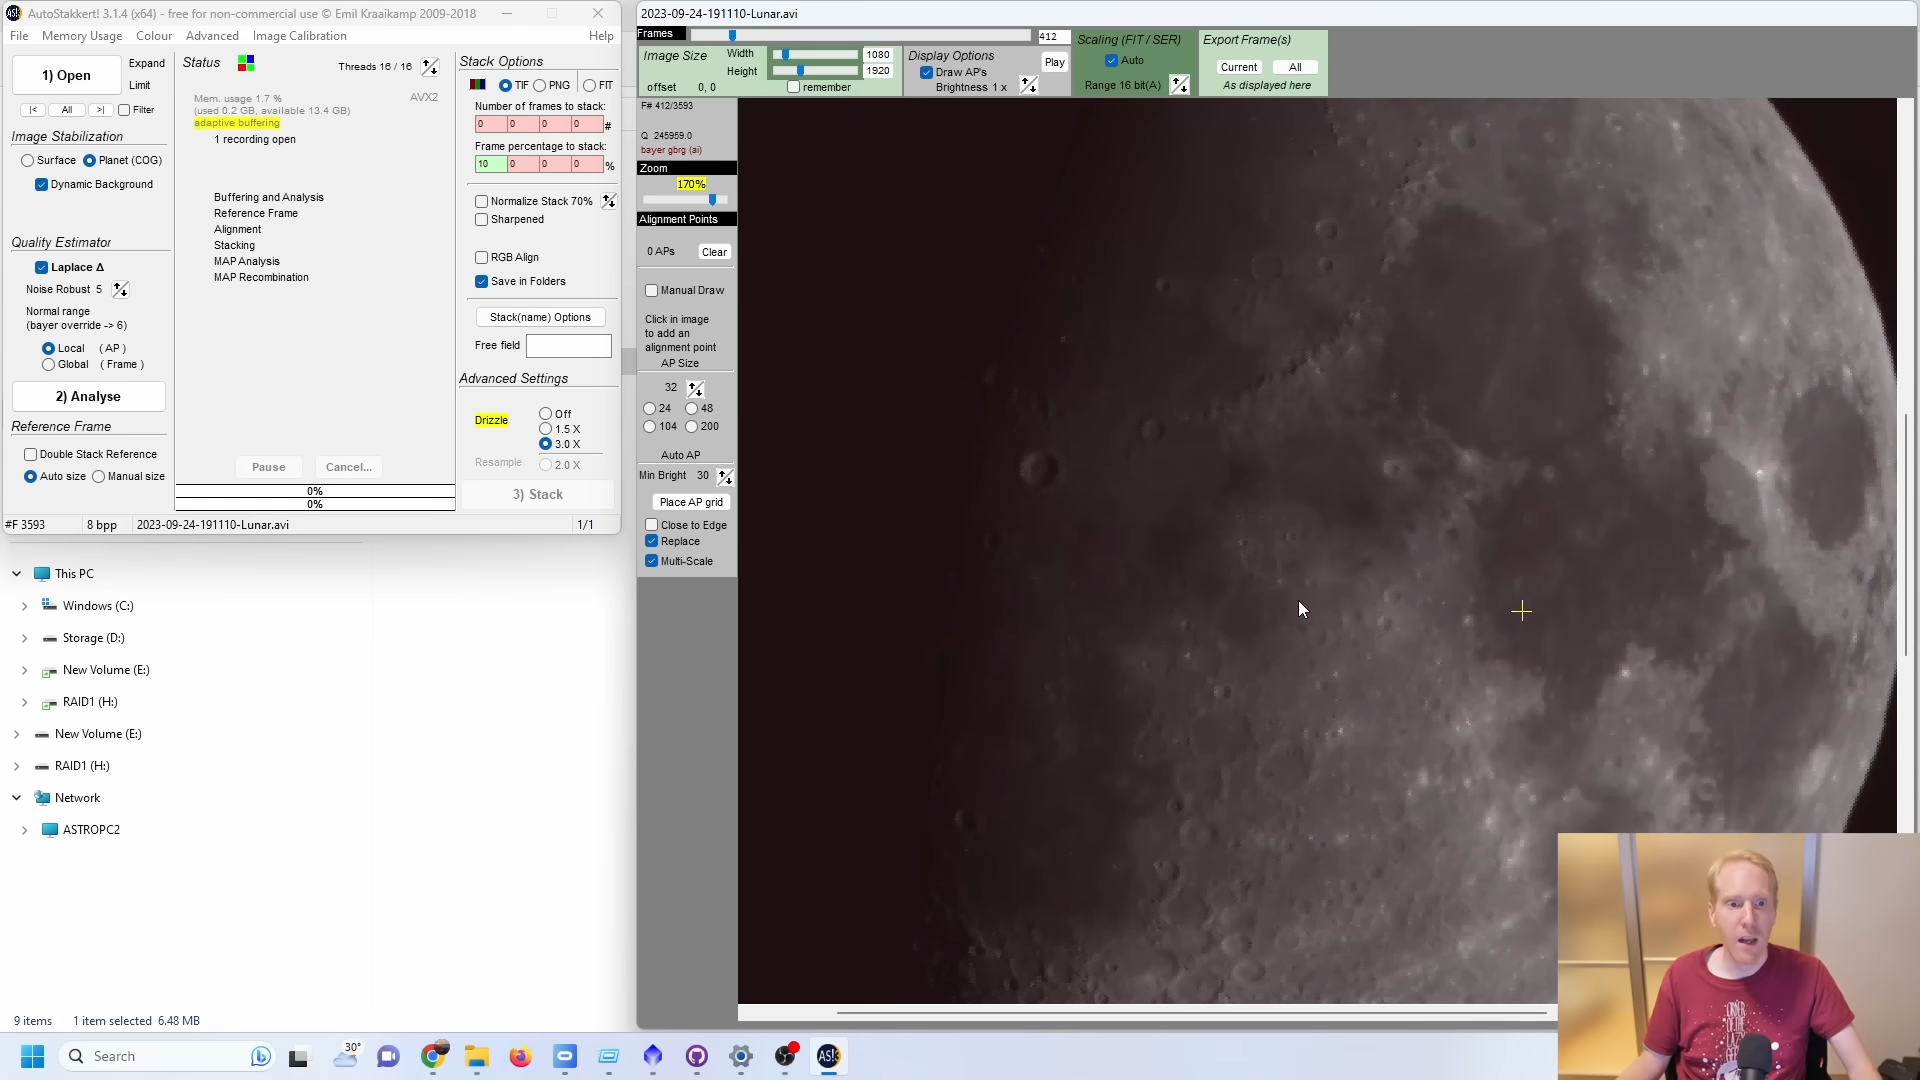 AutoStakkert! 3.1.4 (x64) - free for non-commercial use © Emil Kraaikamp 2009-2018
File Memory Usage Colour Advanced Image Calibration Help
1) Open
Expand
Limit
|< All >| Filter
Image Stabilization
Surface Planet (COG)
Dynamic Background
Quality Estimator
Laplace Δ
Noise Robust 5
Normal range
(bayer override -> 6)
Local (AP)
Global (Frame)
2) Analyse
Reference Frame
Double Stack Reference
Auto size Manual size
Status
Threads 16 / 16
Mem. usage 1.7 %
AVX2
(used 0.2 GB, available 13.4 GB)
adaptive buffering
1 recording open
Buffering and Analysis
Reference Frame
Alignment
Stacking
MAP Analysis
MAP Recombination
Pause Cancel...
0%
0%
Stack Options
TIF PNG FIT
Number of frames to stack:
0 0 0 0 #
Frame percentage to stack:
10 0 0 0 %
Normalize Stack 70%
Sharpened
RGB Align
Save in Folders
Stack(name) Options
Free field
Advanced Settings
Drizzle
Off
1.5 X
3.0 X
Resample 2.0 X
3) Stack
#F 3593 8 bpp 2023-09-24-191110-Lunar.avi 1/1
2023-09-24-191110-Lunar.avi
Frames 412
Image Size
Width 1080
Height 1920
offset 0, 0 remember
Display Options
Draw AP's
Brightness 1 x
Play
Scaling (FIT / SER)
Auto
Range 16 bit(A)
Export Frame(s)
Current All
As displayed here
F# 412/3593
Q 245959.0
bayer gbrg (ai)
Zoom
170%
Alignment Points
0 APs Clear
Manual Draw
Click in image
to add an
alignment point
AP Size
32
24 48
104 200
Auto AP
Min Bright 30
Place AP grid
Close to Edge
Replace
Multi-Scale
This PC
Windows (C:)
Storage (D:)
New Volume (E:)
RAID1 (H:)
New Volume (E:)
RAID1 (H:)
Network
ASTROPC2
9 items 1 item selected 6.48 MB
Search
30°
AS!3